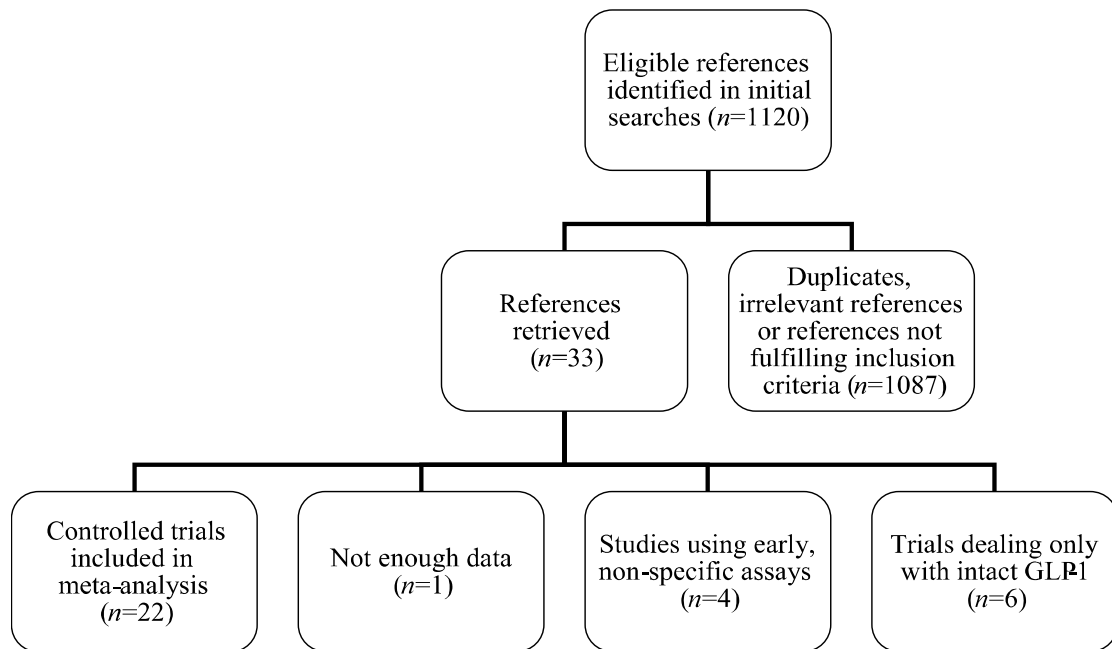 Eligible references
identified in initial
searches (n=1120)
References
retrieved
(n=33)
Duplicates,
irrelevant references
or references not
fulfilling inclusion
criteria (n=1087)
Controlled trials
included in
meta-analysis
(n=22)
Not enough data
(n=1)
Studies using early,
non-specific assays
(n=4)
Trials dealing only
with intact GLP-1
(n=6)